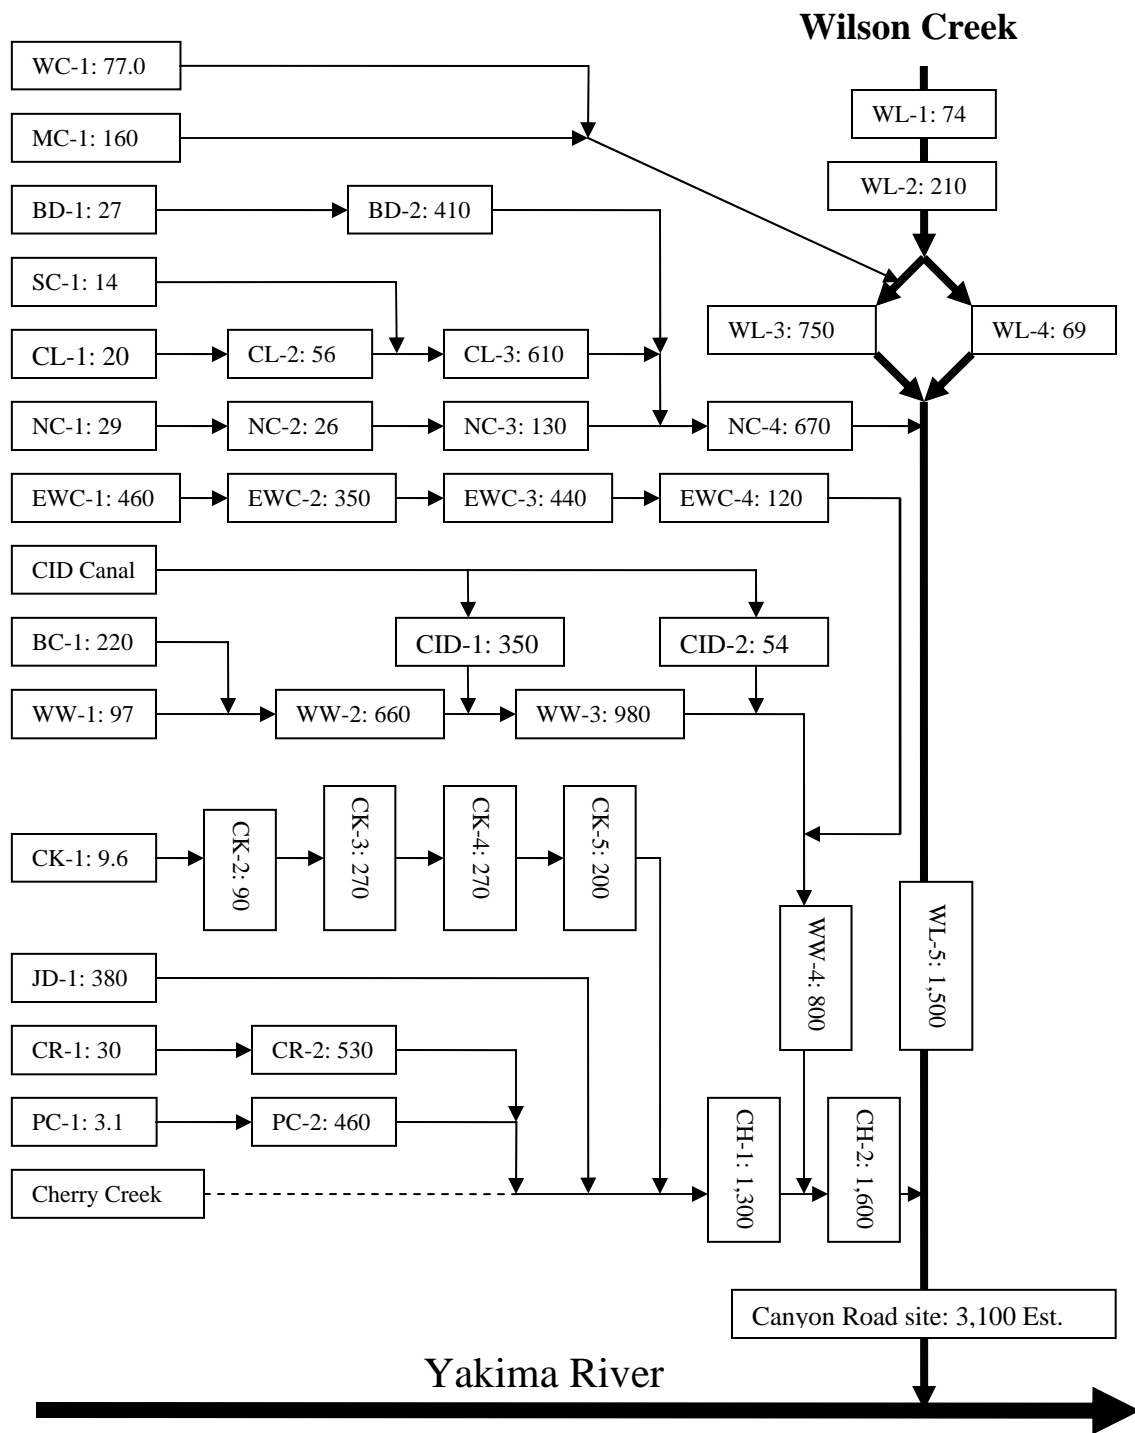 Wilson Creek
WC-1: 77.0
WL-1: 74
MC-1: 160
WL-2: 210
BD-1: 27
BD-2: 410
SC-1: 14
WL-3: 750
WL-4: 69
CL-1: 20
CL-2: 56
CL-3: 610
NC-1: 29
NC-2: 26
NC-3: 130
NC-4: 670
EWC-1: 460
EWC-2: 350
EWC-3: 440
EWC-4: 120
CID Canal
BC-1: 220
CID-1: 350
CID-2: 54
WW-1: 97
WW-2: 660
WW-3: 980
CK-1: 9.6
CK-2: 90
CK-3: 270
CK-4: 270
CK-5: 200
WW-4: 800
WL-5: 1,500
JD-1: 380
CR-1: 30
CR-2: 530
PC-1: 3.1
PC-2: 460
CH-1: 1,300
CH-2: 1,600
Cherry Creek
Canyon Road site: 3,100 Est.
Yakima River